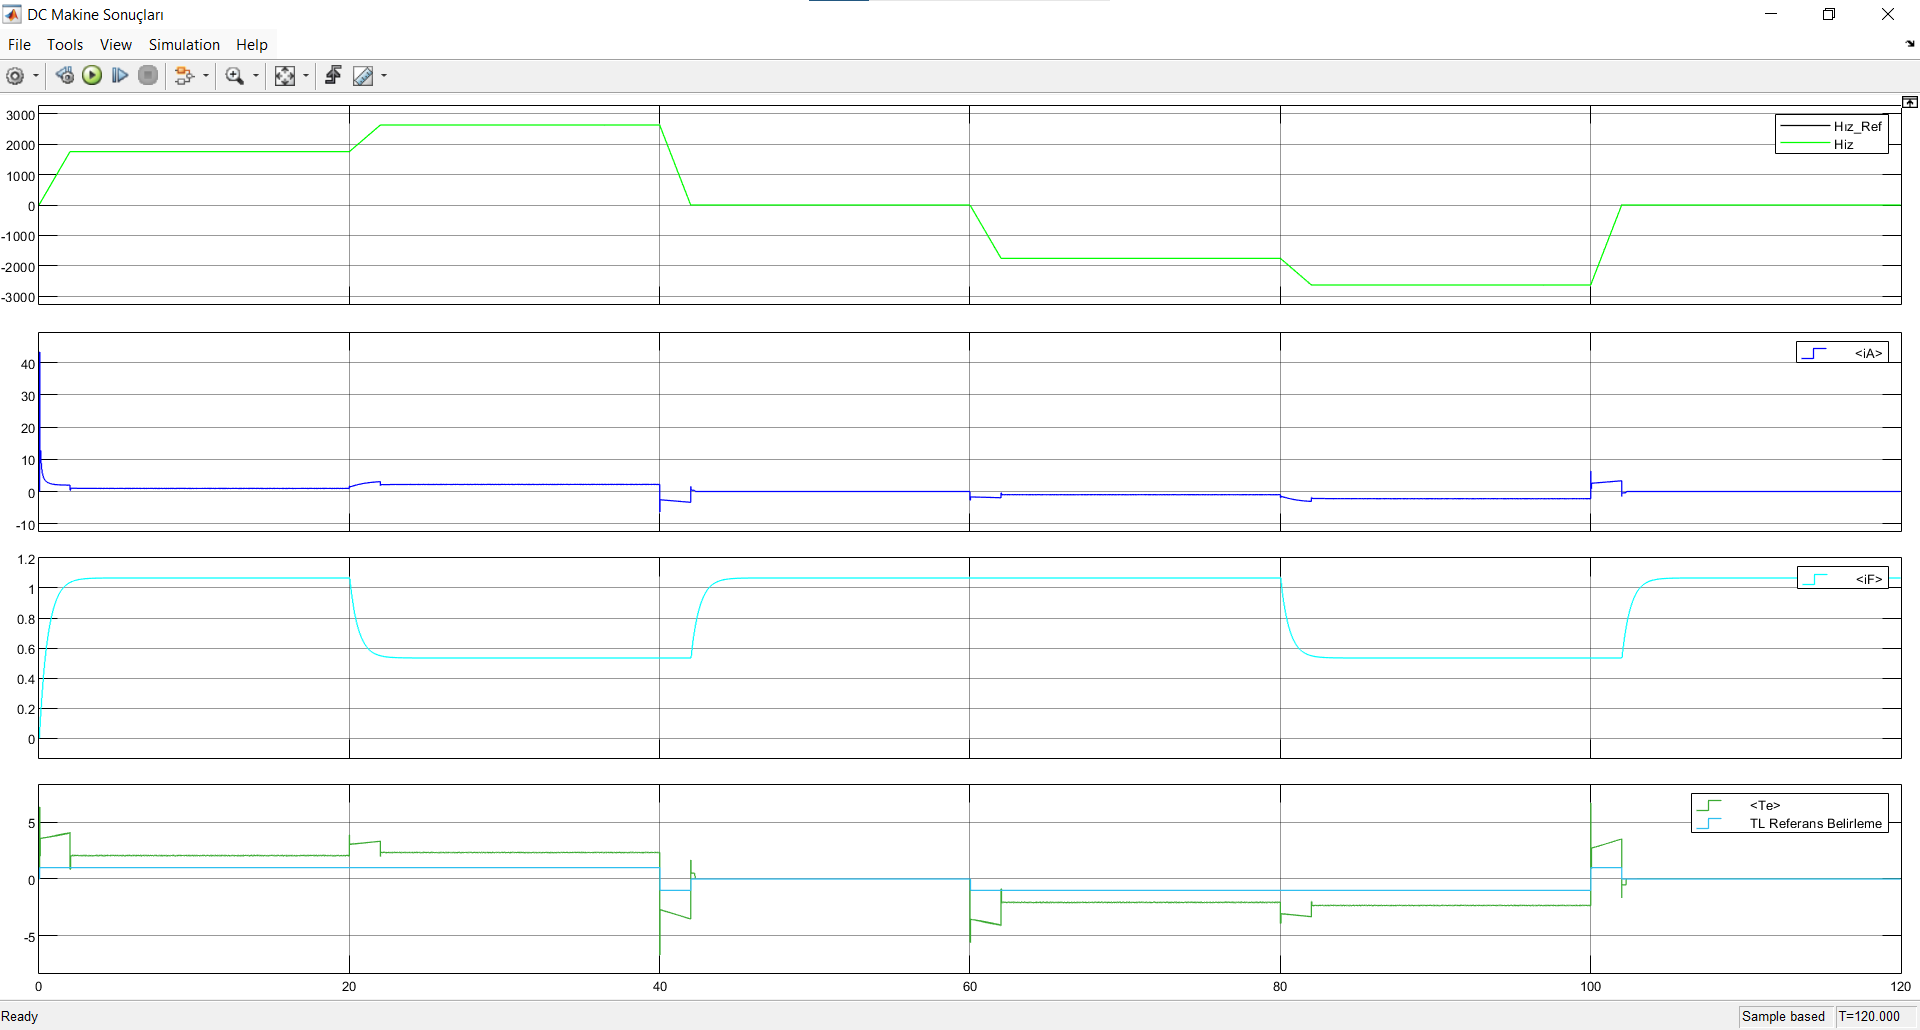 DC Makine Sonuçları
File Tools View Simulation Help
3000
2000
1000
0
-1000
-2000
-3000
Hız_Ref
Hiz
40
30
20
10
0
-10
<iA>
1.2
1
0.8
0.6
0.4
0.2
0
<iF>
5
0
-5
<Te>
TL Referans Belirleme
0 20 40 60 80 100 120
Ready
Sample based T=120.000